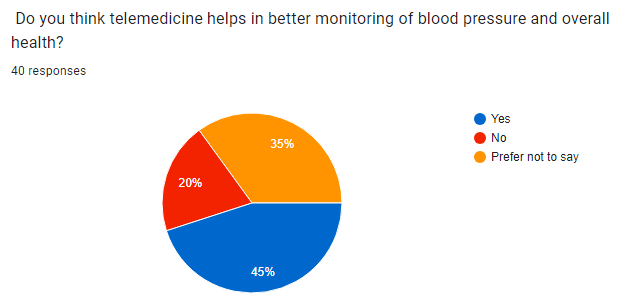 Do you think telemedicine helps in better monitoring of blood pressure and overall
health?
40 responses
Yes
No
Prefer not to say
35%
20%
45%